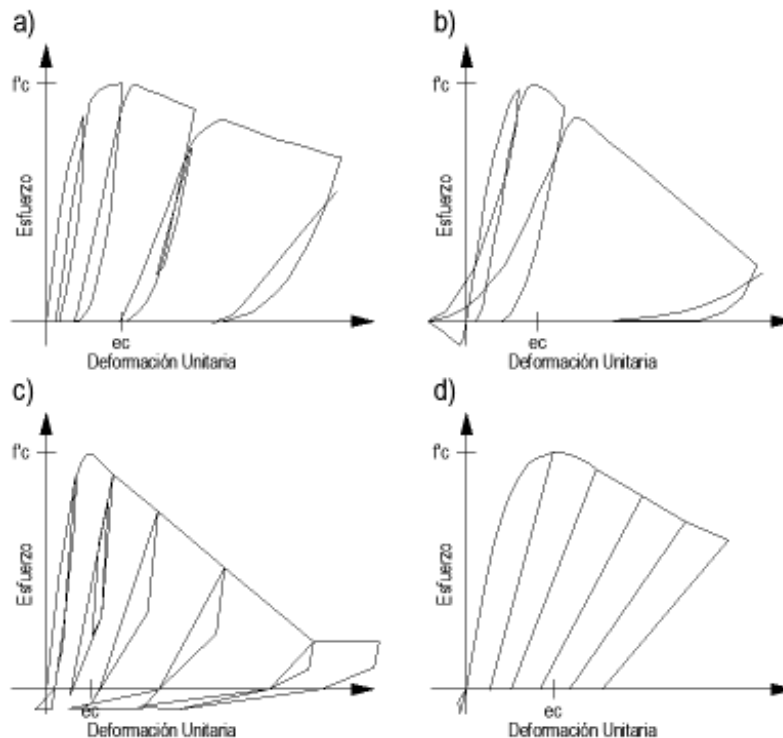 a)
f'c
Esfuerzo
ec
Deformación Unitaria
b)
f'c
Esfuerzo
ec
Deformación Unitaria
c)
f'c
Esfuerzo
ec
Deformación Unitaria
d)
f'c
Esfuerzo
ec
Deformación Unitaria